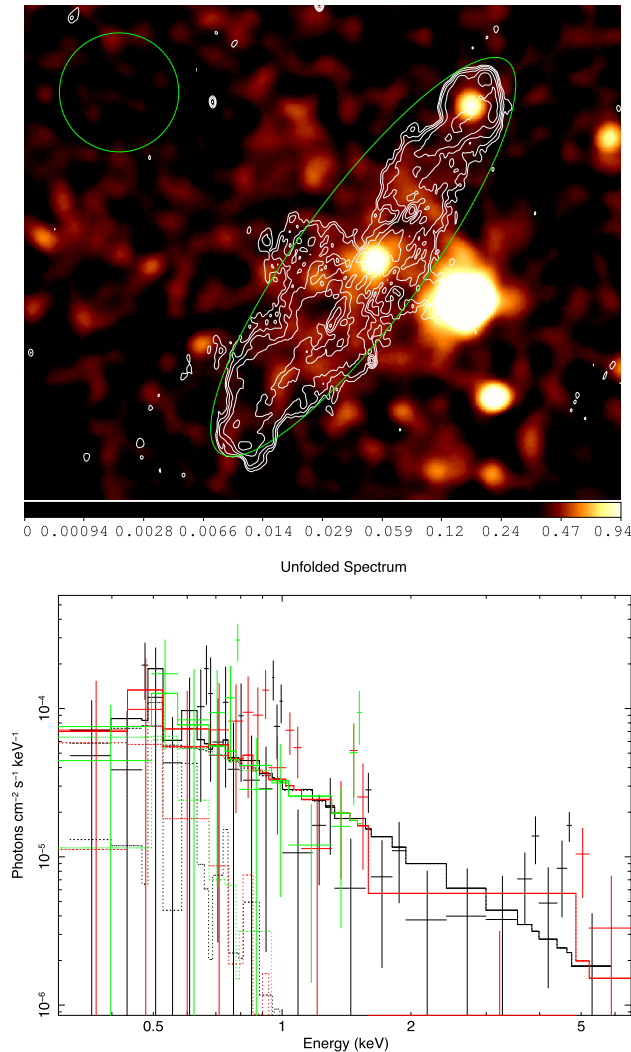 0 0.00094 0.0028 0.0066 0.014 0.029 0.059 0.12 0.24 0.47 0.94
Unfolded Spectrum
Photons cm⁻² s⁻¹ keV⁻¹
10⁻⁴
10⁻⁵
10⁻⁶
0.5 1 2 5
Energy (keV)